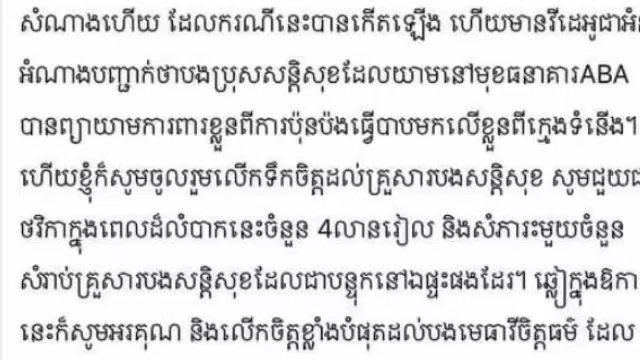 សំណាងហើយ ដែលករណីនេះបានកើតឡើង ហើយមានវីដេអូជា
អំណាងបញ្ជាក់ថាបងប្រុសសន្តិសុខដែលយាមនៅមុខធនាគារABA
បានព្យាយាមការពារខ្លួនពីការប៉ុនប៉ងធ្វើបាបមកលើខ្លួនពីក្មេងទំនើង។
ហើយខ្ញុំក៏សូមចូលរួមលើកទឹកចិត្តដល់គ្រួសារបងសន្តិសុខ សូមជួយ
ថវិកាក្នុងពេលដ៏លំបាកនេះចំនួន 4លានរៀល និងសំភារះមួយចំនួន
សំរាប់គ្រួសារបងសន្តិសុខដែលជាបន្ទុកនៅឯផ្ទះផងដែរ។ ឆ្លៀក្នុងឱកា
នេះក៏សូមអរគុណ និងលើកចិត្តខ្លាំងបំផុតដល់បងមេធាវីចិត្តធម៌ ដែល